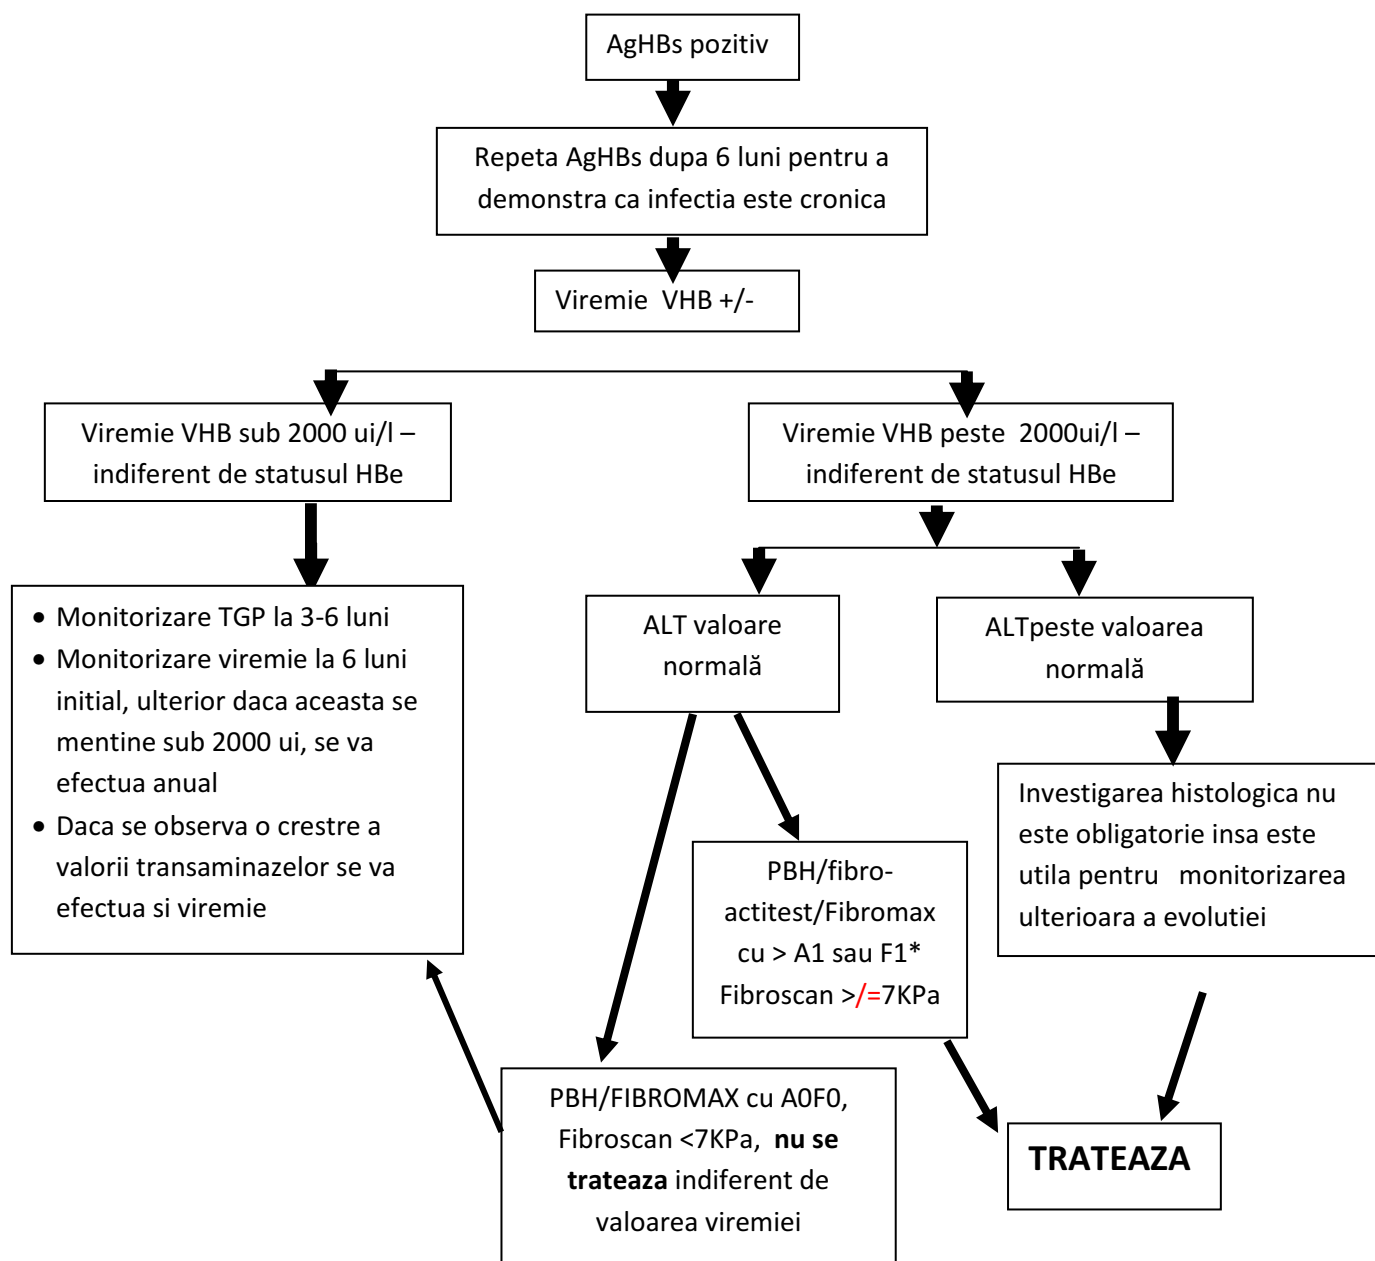 AgHBs pozitiv
Repeta AgHBs dupa 6 luni pentru a
demonstra ca infectia este cronica
Viremie VHB +/-
Viremie VHB sub 2000 ui/l –
indiferent de statusul HBe
Viremie VHB peste 2000ui/l –
indiferent de statusul HBe
• Monitorizare TGP la 3-6 luni
• Monitorizare viremie la 6 luni
initial, ulterior daca aceasta se
mentine sub 2000 ui, se va
efectua anual
• Daca se observa o crestre a
valorii transaminazelor se va
efectua si viremie
ALT valoare
normală
ALTpeste valoarea
normală
PBH/fibro-
actitest/Fibromax
cu > A1 sau F1*
Fibroscan >/=7KPa
Investigarea histologica nu
este obligatorie insa este
utila pentru monitorizarea
ulterioara a evolutiei
PBH/FIBROMAX cu A0F0,
Fibroscan <7KPa, nu se
trateaza indiferent de
valoarea viremiei
TRATEAZA